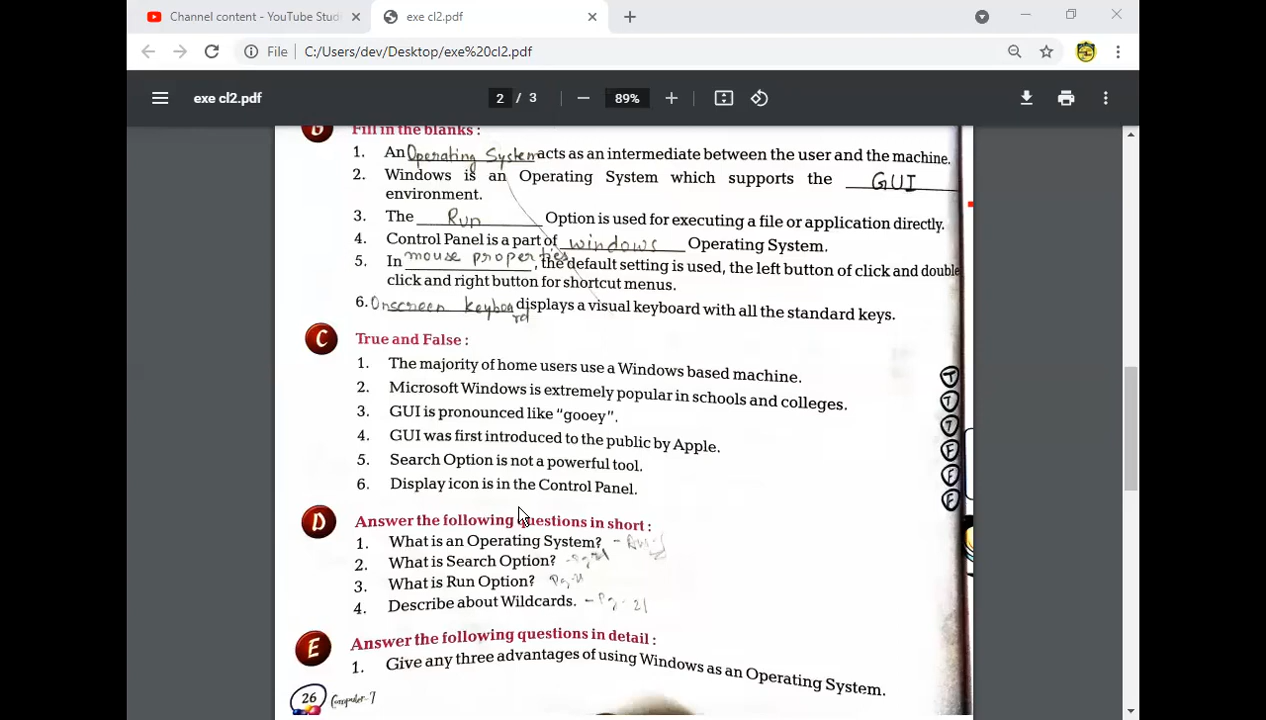 Channel content - YouTube Stud
exe cl2.pdf
File C:/Users/dev/Desktop/exe%20cl2.pdf
exe cl2.pdf 2 / 3 89%
B Fill in the blanks :
1. An Operating System acts as an intermediate between the user and the machine.
2. Windows is an Operating System which supports the GUI
environment.
3. The Run Option is used for executing a file or application directly.
4. Control Panel is a part of windows Operating System.
5. In mouse properties, the default setting is used, the left button of click and double
click and right button for shortcut menus.
6. Onscreen keyboard displays a visual keyboard with all the standard keys.
C True and False :
1. The majority of home users use a Windows based machine. T
2. Microsoft Windows is extremely popular in schools and colleges. T
3. GUI is pronounced like “gooey”. T
4. GUI was first introduced to the public by Apple. F
5. Search Option is not a powerful tool. F
6. Display icon is in the Control Panel. F
D Answer the following questions in short :
1. What is an Operating System? -
2. What is Search Option?
3. What is Run Option?
4. Describe about Wildcards. - Pg - 21
E Answer the following questions in detail :
1. Give any three advantages of using Windows as an Operating System.
26 Computer-7